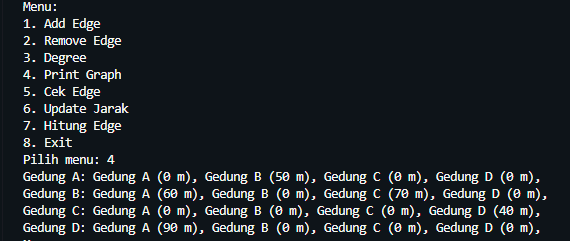 Menu:
1. Add Edge
2. Remove Edge
3. Degree
4. Print Graph
5. Cek Edge
6. Update Jarak
7. Hitung Edge
8. Exit
Pilih menu: 4
Gedung A: Gedung A (0 m), Gedung B (50 m), Gedung C (0 m), Gedung D (0 m),
Gedung B: Gedung A (60 m), Gedung B (0 m), Gedung C (70 m), Gedung D (0 m),
Gedung C: Gedung A (0 m), Gedung B (0 m), Gedung C (0 m), Gedung D (40 m),
Gedung D: Gedung A (90 m), Gedung B (0 m), Gedung C (0 m), Gedung D (0 m),